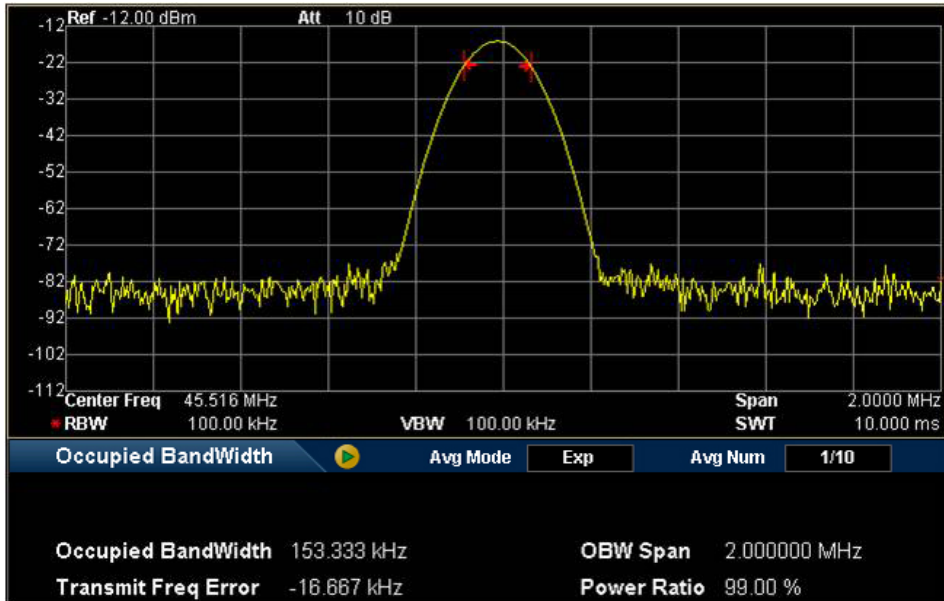 Ref -12.00 dBm Att 10 dB
-12
-22
-32
-42
-52
-62
-72
-82
-92
-102
-112
Center Freq 45.516 MHz Span 2.0000 MHz
* RBW 100.00 kHz VBW 100.00 kHz SWT 10.000 ms
Occupied BandWidth Avg Mode Exp Avg Num 1/10
Occupied BandWidth 153.333 kHz OBW Span 2.000000 MHz
Transmit Freq Error -16.667 kHz Power Ratio 99.00 %